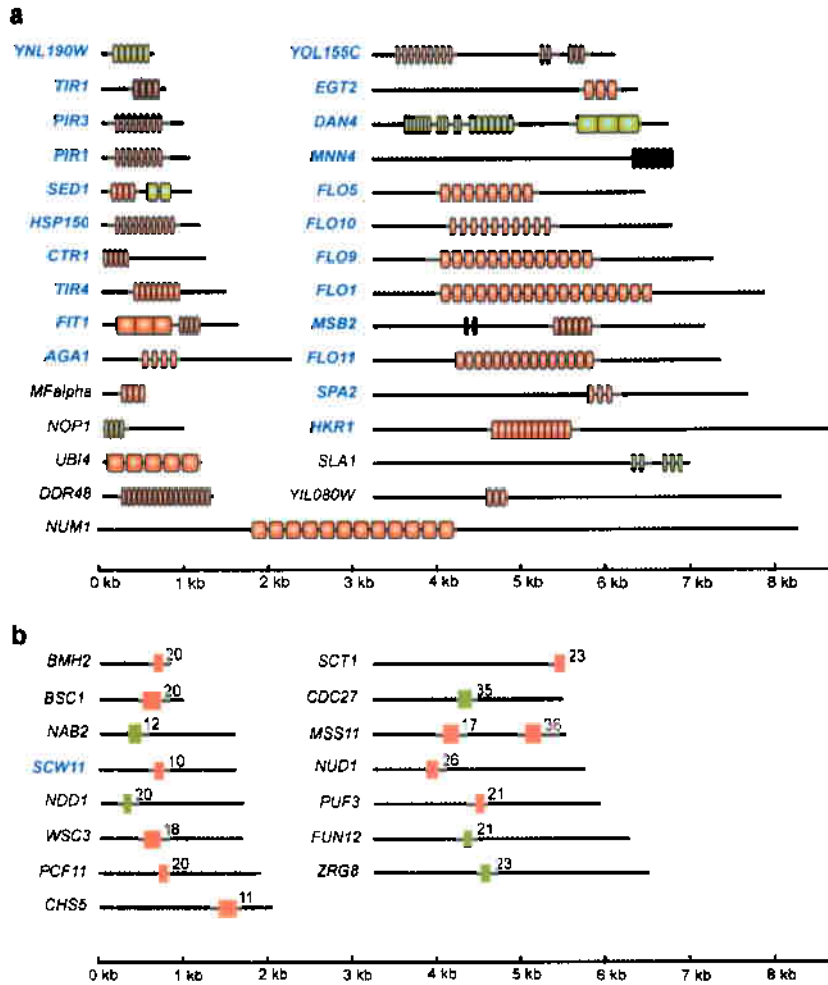 a
YNL190W
TIR1
PIR3
PIR1
SED1
HSP150
CTR1
TIR4
FIT1
AGA1
MFalpha
NOP1
UBI4
DDR48
NUM1
YOL155C
EGT2
DAN4
MNN4
FLO5
FLO10
FLO9
FLO1
MSB2
FLO11
SPA2
HKR1
SLA1
YIL080W
0 kb 1 kb 2 kb 3 kb 4 kb 5 kb 6 kb 7 kb 8 kb
b
BMH2 20
BSC1 20
NAB2 12
SCW11 10
NDD1 20
WSC3 18
PCF11 20
CHS5 11
SCT1 23
CDC27 35
MSS11 17 36
NUD1 26
PUF3 21
FUN12 21
ZRG8 23
0 kb 1 kb 2 kb 3 kb 4 kb 5 kb 6 kb 7 kb 8 kb